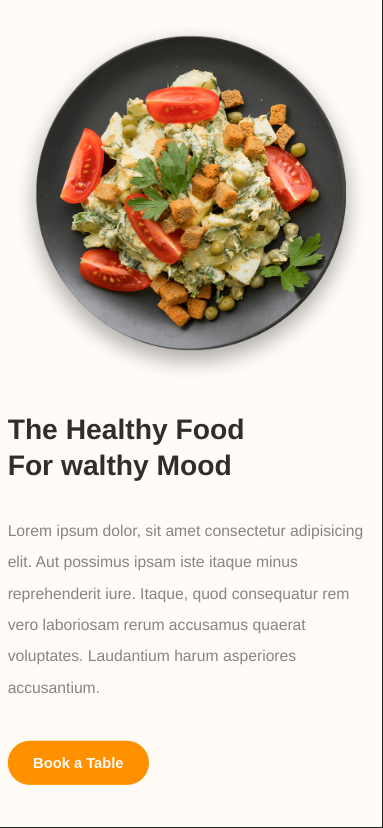 The Healthy Food
For walthy Mood
Lorem ipsum dolor, sit amet consectetur adipisicing
elit. Aut possimus ipsam iste itaque minus
reprehenderit iure. Itaque, quod consequatur rem
vero laboriosam rerum accusamus quaerat
voluptates. Laudantium harum asperiores
accusantium.
Book a Table